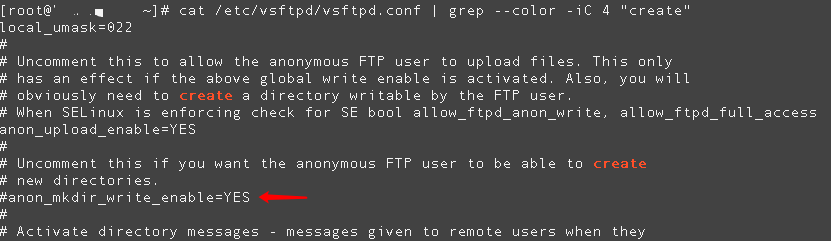 [root@' ~]# cat /etc/vsftpd/vsftpd.conf | grep --color -iC 4 "create"
local_umask=022
#
# Uncomment this to allow the anonymous FTP user to upload files. This only
# has an effect if the above global write enable is activated. Also, you will
# obviously need to create a directory writable by the FTP user.
# When SELinux is enforcing check for SE bool allow_ftpd_anon_write, allow_ftpd_full_access
anon_upload_enable=YES
#
# Uncomment this if you want the anonymous FTP user to be able to create
# new directories.
#anon_mkdir_write_enable=YES
#
# Activate directory messages - messages given to remote users when they